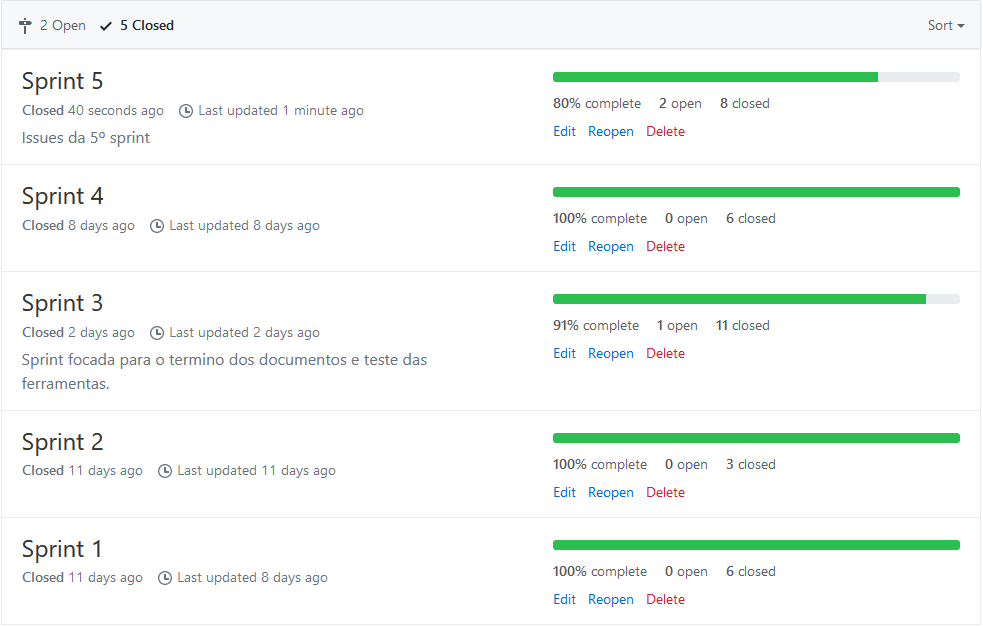 2 Open 5 Closed Sort
Sprint 5
Closed 40 seconds ago Last updated 1 minute ago
Issues da 5º sprint
80% complete 2 open 8 closed
Edit Reopen Delete
Sprint 4
Closed 8 days ago Last updated 8 days ago
100% complete 0 open 6 closed
Edit Reopen Delete
Sprint 3
Closed 2 days ago Last updated 2 days ago
Sprint focada para o termino dos documentos e teste das
ferramentas.
91% complete 1 open 11 closed
Edit Reopen Delete
Sprint 2
Closed 11 days ago Last updated 11 days ago
100% complete 0 open 3 closed
Edit Reopen Delete
Sprint 1
Closed 11 days ago Last updated 8 days ago
100% complete 0 open 6 closed
Edit Reopen Delete